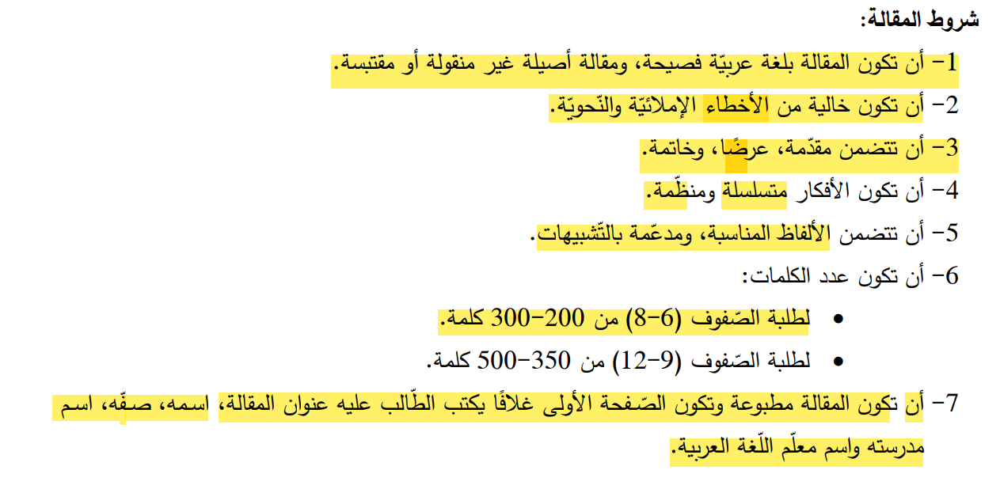 شروط المقالة:
1- أن تكون المقالة بلغة عربيّة فصيحة، ومقالة أصيلة غير منقولة أو مقتبسة.
2- أن تكون خالية من الأخطاء الإملائيّة والنّحويّة.
3- أن تتضمن مقدّمة، عرضًا، وخاتمة.
4- أن تكون الأفكار متسلسلة ومنظّمة.
5- أن تتضمن الألفاظ المناسبة، ومدعّمة بالتّشبيهات.
6- أن تكون عدد الكلمات:
• لطلبة الصّفوف (6-8) من 200-300 كلمة.
• لطلبة الصّفوف (9-12) من 350-500 كلمة.
7- أن تكون المقالة مطبوعة وتكون الصّفحة الأولى غلافًا يكتب الطّالب عليه عنوان المقالة، اسمه، صفّه، اسم
مدرسته واسم معلّم اللّغة العربية.